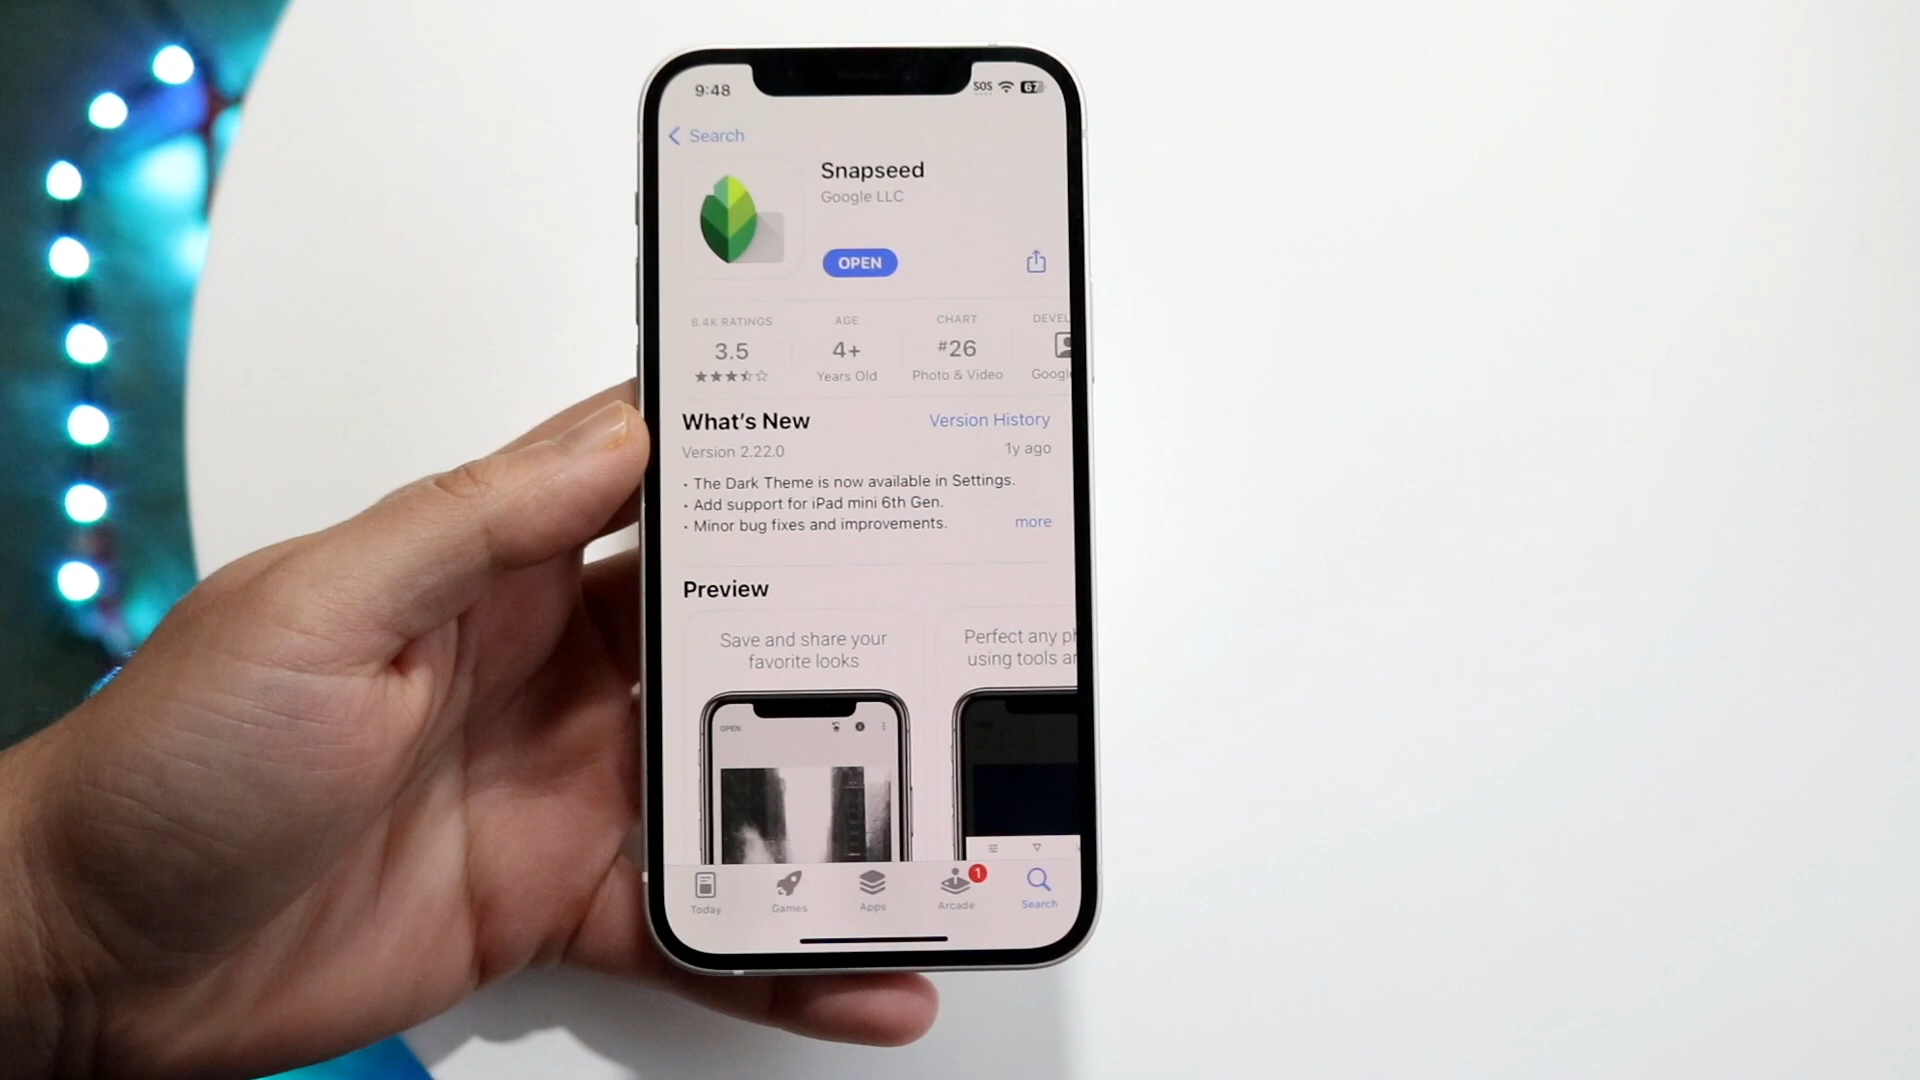 9:48
SOS
67
Search
Snapseed
Google LLC
OPEN
8.4K RATINGS
AGE
CHART
DEVEL
3.5
4+
#26
Years Old
Photo & Video
Googl
What's New
Version History
Version 2.22.0
1y ago
• The Dark Theme is now available in Settings.
• Add support for iPad mini 6th Gen.
• Minor bug fixes and improvements.
more
Preview
Save and share your
favorite looks
Perfect any ph
using tools an
OPEN
1
Today
Games
Apps
Arcade
Search